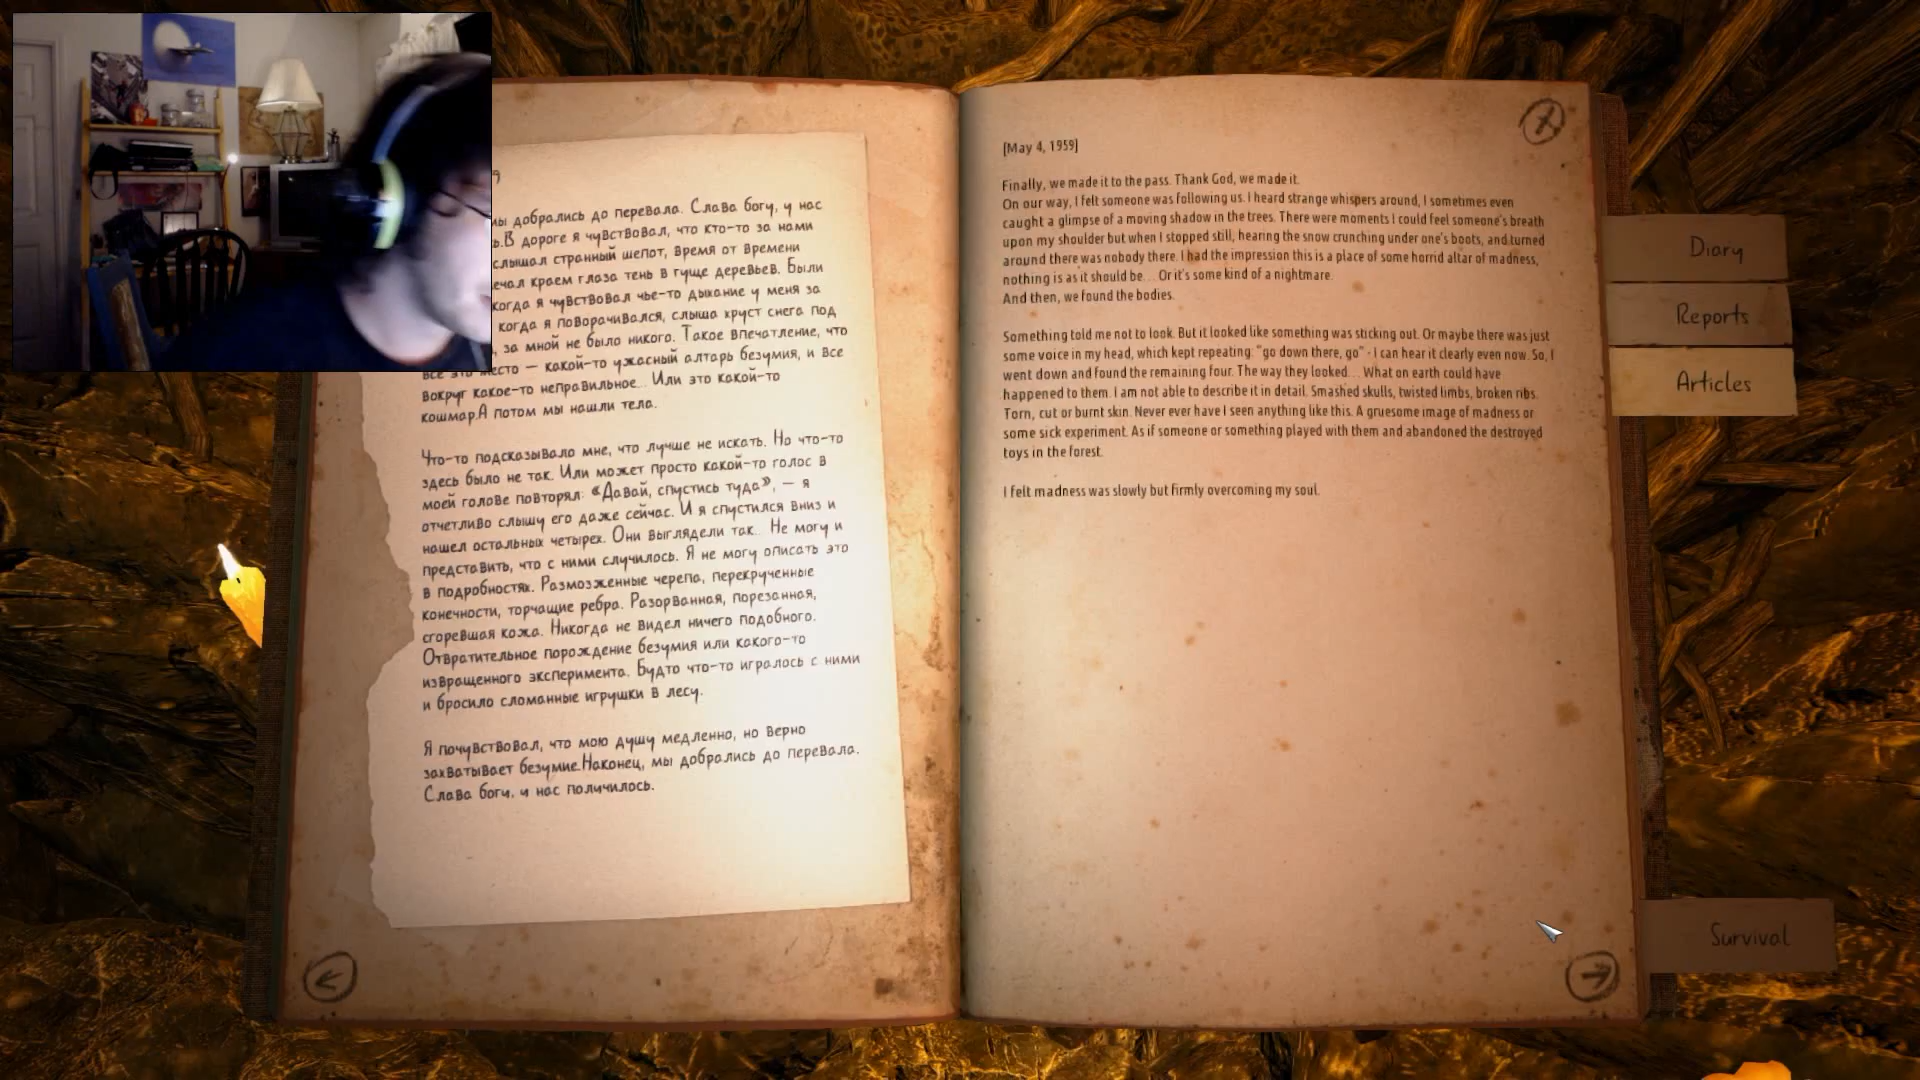 9
мы добрались до перевала. Слава богу, у нас
В дороге я чувствовал, что кто-то за нами
слышал странный шепот, время от времени
краем глаза тень в гуще деревьев. Были
когда я чувствовал чье-то дыхание у меня за
когда я поворачивался, слыша хруст снега под
, за мной не было никого. Такое впечатление, что
все это место — какой-то ужасный алтарь безумия, и все
вокруг какое-то неправильное... Или это какой-то
кошмар.А потом мы нашли тела.
Что-то подсказывало мне, что лучше не искать. Но что-то
здесь было не так. Или может просто какой-то голос в
моей голове повторял: «Давай, спустись туда», — я
отчетливо слышу его даже сейчас. И я спустился вниз и
нашел остальных четырех. Они выглядели так... Не могу и
представить, что с ними случилось. Я не могу описать это
в подробностях. Размозженные черепа, перекрученные
конечности, торчащие ребра. Разорванная, порезанная,
сгоревшая кожа. Никогда не видел ничего подобного.
Отвратительное порождение безумия или какого-то
извращенного эксперимента. Будто что-то игралось с ними
и бросило сломанные игрушки в лесу.
Я почувствовал, что мою душу медленно, но верно
захватывает безумие.Наконец, мы добрались до перевала.
Слава богу, у нас получилось.
[May 4, 1959]
Finally, we made it to the pass. Thank God, we made it.
On our way, I felt someone was following us. I heard strange whispers around, I sometimes even
caught a glimpse of a moving shadow in the trees. There were moments I could feel someone's breath
upon my shoulder but when I stopped still, hearing the snow crunching under one's boots, and turned
around there was nobody there. I had the impression this is a place of some horrid altar of madness,
nothing is as it should be... Or it's some kind of a nightmare.
And then, we found the bodies.
Something told me not to look. But it looked like something was sticking out. Or maybe there was just
some voice in my head, which kept repeating: "go down there, go" - I can hear it clearly even now. So, I
went down and found the remaining four. The way they looked... What on earth could have
happened to them. I am not able to describe it in detail. Smashed skulls, twisted limbs, broken ribs.
Torn, cut or burnt skin. Never ever have I seen anything like this. A gruesome image of madness or
some sick experiment. As if someone or something played with them and abandoned the destroyed
toys in the forest.
I felt madness was slowly but firmly overcoming my soul.
Diary
Reports
Articles
Survival